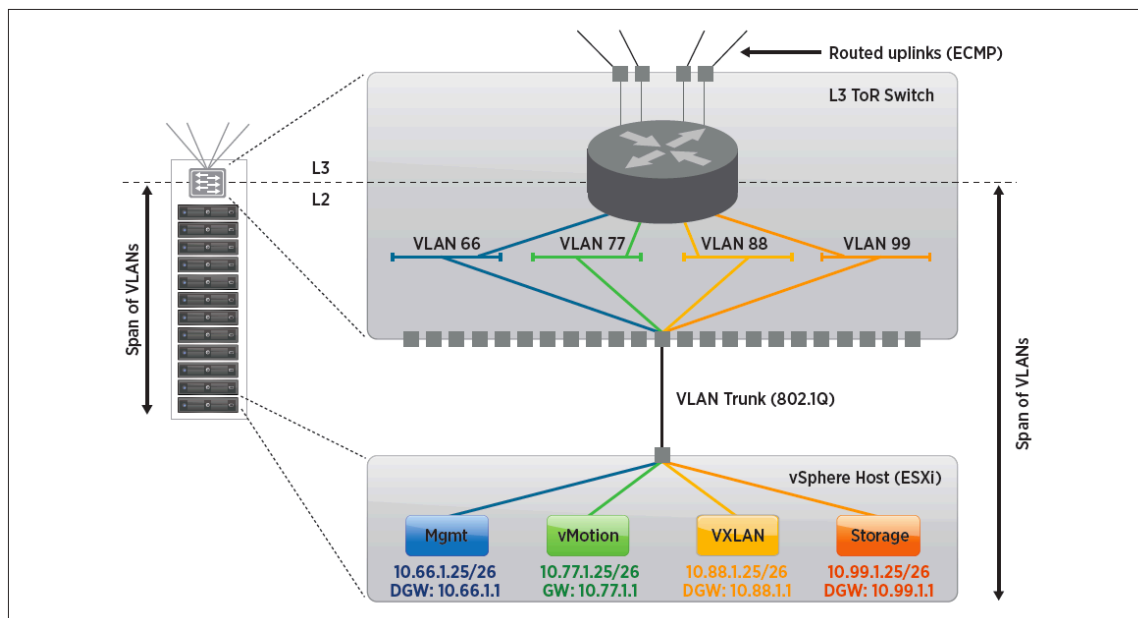 Routed uplinks (ECMP)
L3 ToR Switch
L3
L2
VLAN 66
VLAN 77
VLAN 88
VLAN 99
Span of VLANs
VLAN Trunk (802.1Q)
Span of VLANs
vSphere Host (ESXi)
Mgmt
vMotion
VXLAN
Storage
10.66.1.25/26
DGW: 10.66.1.1
10.77.1.25/26
GW: 10.77.1.1
10.88.1.25/26
DGW: 10.88.1.1
10.99.1.25/26
DGW: 10.99.1.1